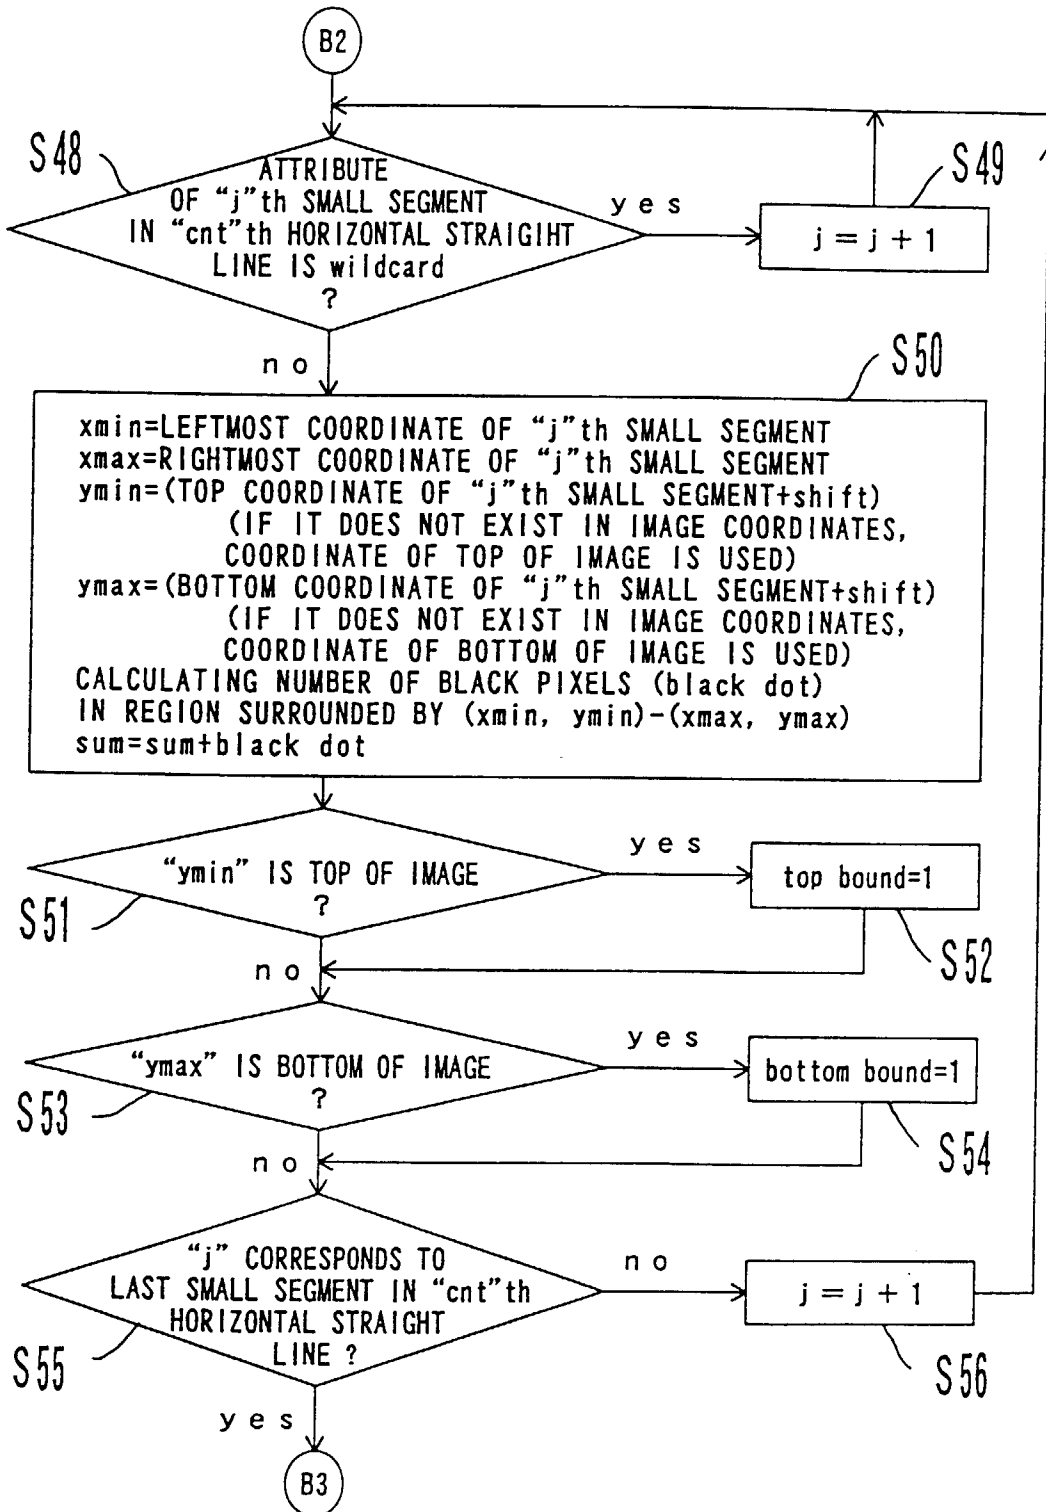 B2
S48
ATTRIBUTE
OF “j”th SMALL SEGMENT
IN “cnt”th HORIZONTAL STRAIGIHT
LINE IS wildcard
?
yes
S49
j = j + 1
no
S50
xmin=LEFTMOST COORDINATE OF “j”th SMALL SEGMENT
xmax=RIGHTMOST COORDINATE OF “j”th SMALL SEGMENT
ymin=(TOP COORDINATE OF “j”th SMALL SEGMENT+shift)
(IF IT DOES NOT EXIST IN IMAGE COORDINATES,
COORDINATE OF TOP OF IMAGE IS USED)
ymax=(BOTTOM COORDINATE OF “j”th SMALL SEGMENT+shift)
(IF IT DOES NOT EXIST IN IMAGE COORDINATES,
COORDINATE OF BOTTOM OF IMAGE IS USED)
CALCULATING NUMBER OF BLACK PIXELS (black dot)
IN REGION SURROUNDED BY (xmin, ymin)-(xmax, ymax)
sum=sum+black dot
“ymin” IS TOP OF IMAGE
?
S51
yes
top bound=1
S52
no
“ymax” IS BOTTOM OF IMAGE
?
S53
yes
bottom bound=1
S54
no
“j” CORRESPONDS TO
LAST SMALL SEGMENT IN “cnt”th
HORIZONTAL STRAIGHT
LINE ?
S55
no
j = j + 1
S56
yes
B3